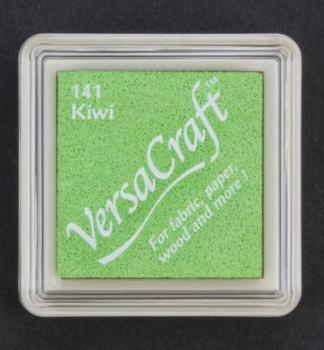 141
Kiwi
VersaCraft™
For fabric, paper,
wood and more!